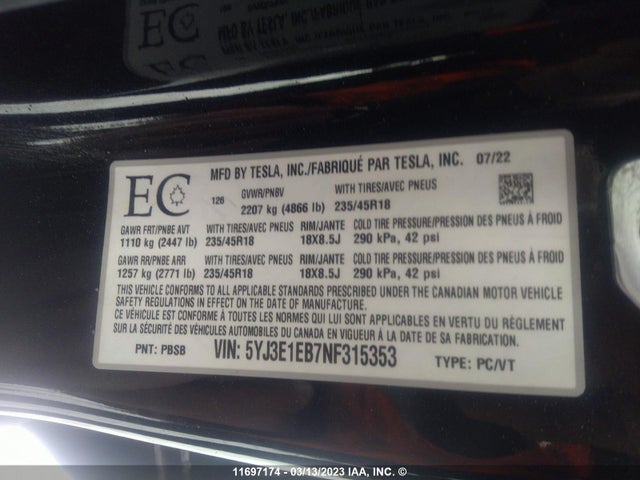 EC
MFD BY TESLA, INC./FABRIQUÉ PAR TESLA, INC. 07/22
126
GVWR/PNBV WITH TIRES/AVEC PNEUS
2207 kg (4866 lb) 235/45R18
GAWR FRT/PNBE AVT WITH TIRES/AVEC PNEUS RIM/JANTE COLD TIRE PRESSURE/PRESSION DES PNEUS À FROID
1110 kg (2447 lb) 235/45R18 18X8.5J 290 kPa, 42 psi
GAWR RR/PNBE ARR WITH TIRES/AVEC PNEUS RIM/JANTE COLD TIRE PRESSURE/PRESSION DES PNEUS À FROID
1257 kg (2771 lb) 235/45R18 18X8.5J 290 kPa, 42 psi
THIS VEHICLE CONFORMS TO ALL APPLICABLE STANDARDS PRESCRIBED UNDER THE CANADIAN MOTOR VEHICLE
SAFETY REGULATIONS IN EFFECT ON THE DATE OF MANUFACTURE.
CE VÉHICULE EST CONFORME À TOUTES LES NORMES QUI LUI SONT APPLICABLES EN VERTU DU RÈGLEMENT
SUR LA SÉCURITÉ DES VÉHICULES AUTOMOBILES DU CANADA EN VIGUEUR À LA DATE DE SA FABRICATION
PNT: PBSB VIN: 5YJ3E1EB7NF315353 TYPE: PC/VT
11697174 - 03/13/2023 IAA, INC. ©